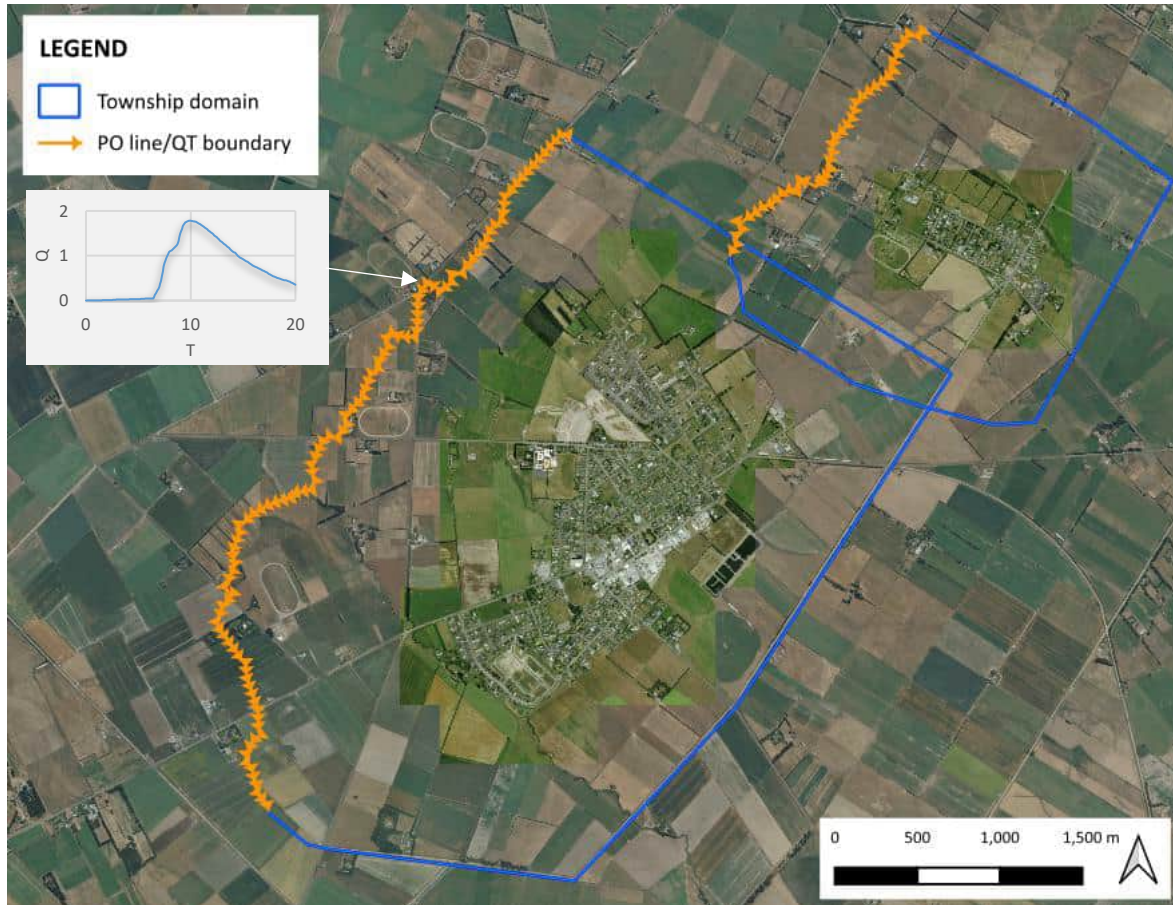 LEGEND
Township domain
PO line/QT boundary
2
1
0
Q
0 10 20
T
0 500 1,000 1,500 m